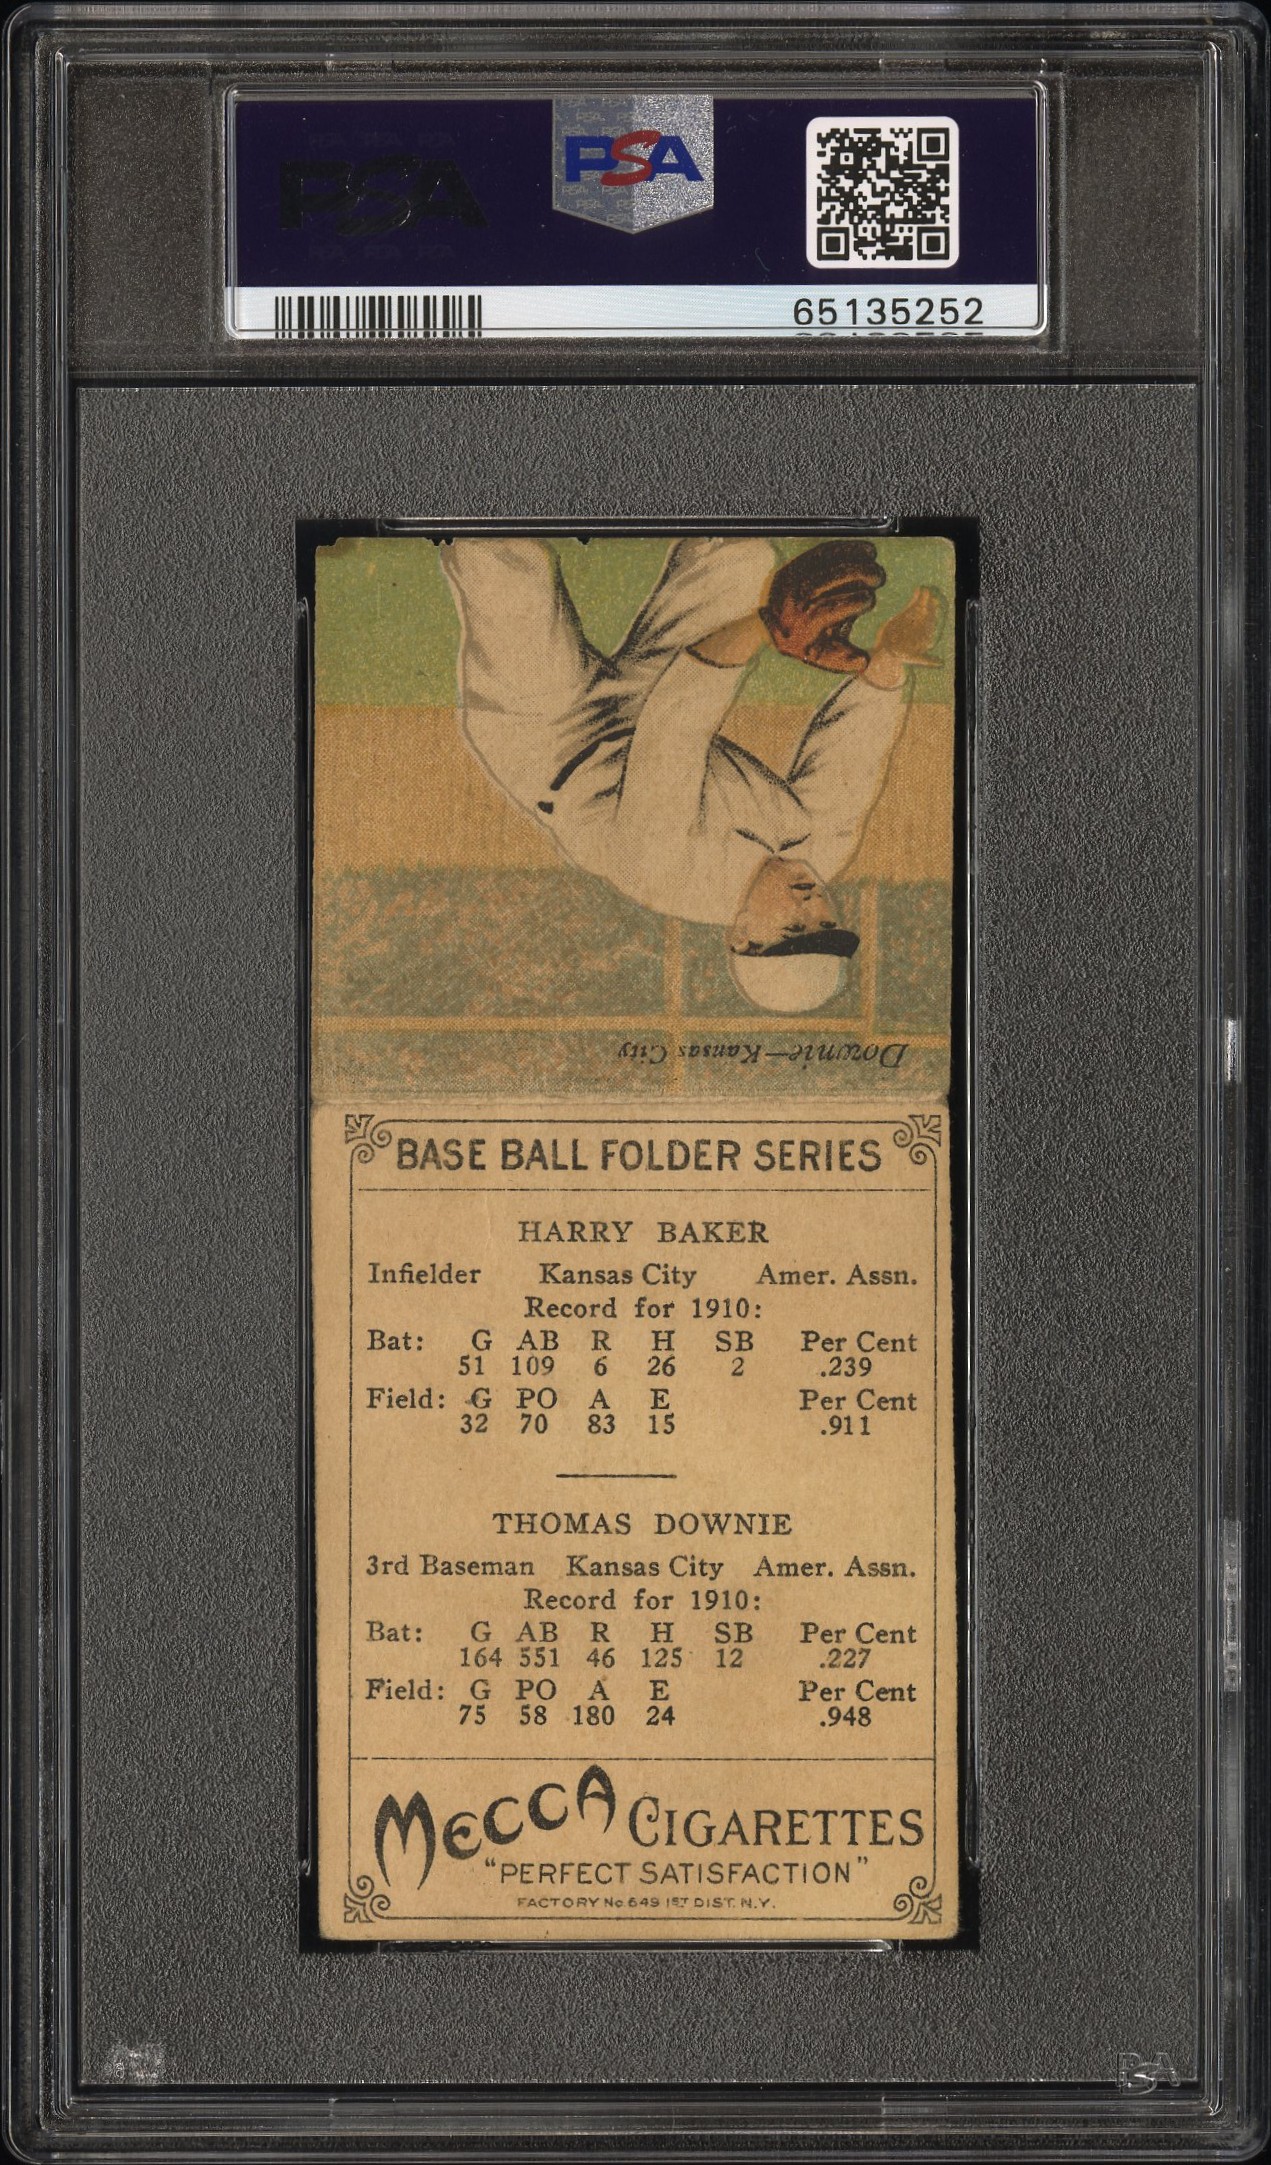 PSA
PSA
65135252
Downie—Kansas City
BASE BALL FOLDER SERIES
HARRY BAKER
Infielder Kansas City Amer. Assn.
Record for 1910:
Bat: G AB R H SB Per Cent
51 109 6 26 2 .239
Field: G PO A E Per Cent
32 70 83 15 .911
THOMAS DOWNIE
3rd Baseman Kansas City Amer. Assn.
Record for 1910:
Bat: G AB R H SB Per Cent
164 551 46 125 12 .227
Field: G PO A E Per Cent
75 58 180 24 .948
MECCA CIGARETTES
"PERFECT SATISFACTION"
FACTORY No 649 1ST DIST. N.Y.
PSA